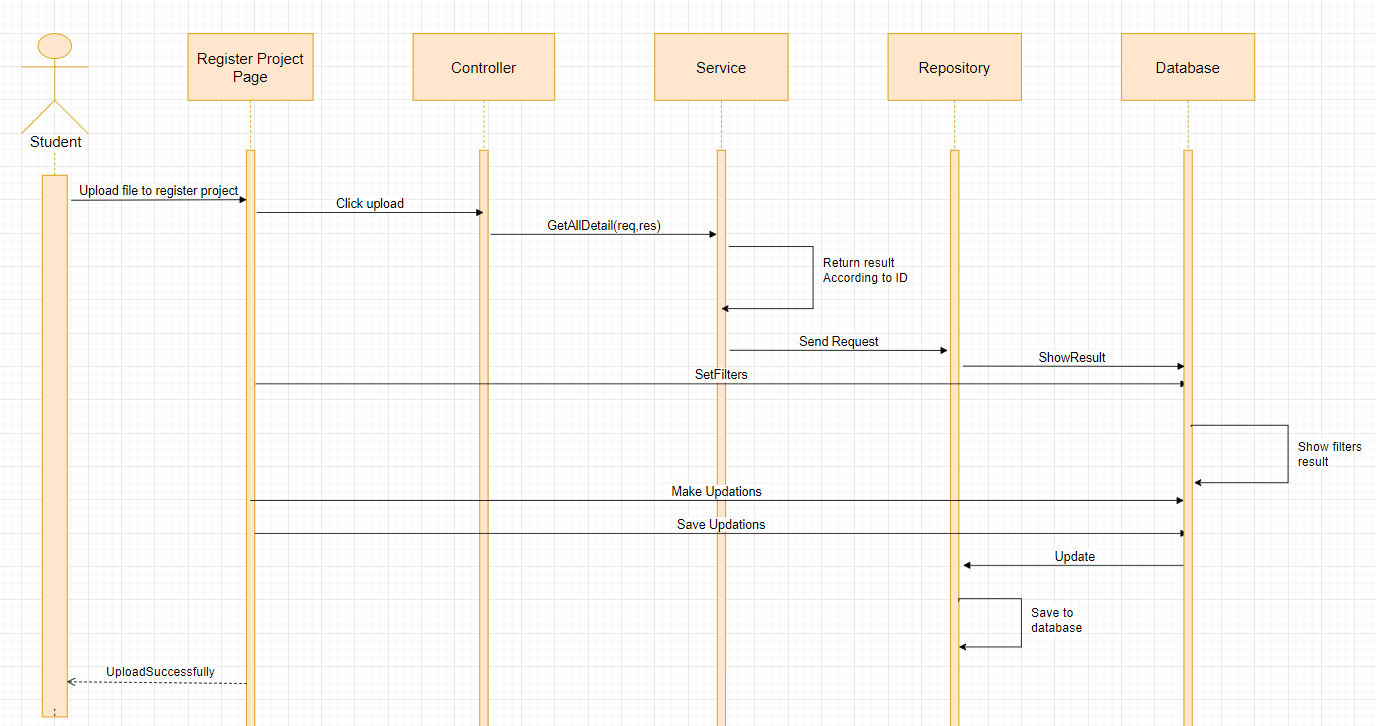 Register Project
Page
Controller
Service
Repository
Database
Student
Upload file to register project
Click upload
GetAllDetail(req,res)
Return result
According to ID
Send Request
ShowResult
SetFilters
Show filters
result
Make Updations
Save Updations
Update
Save to
database
UploadSuccessfully